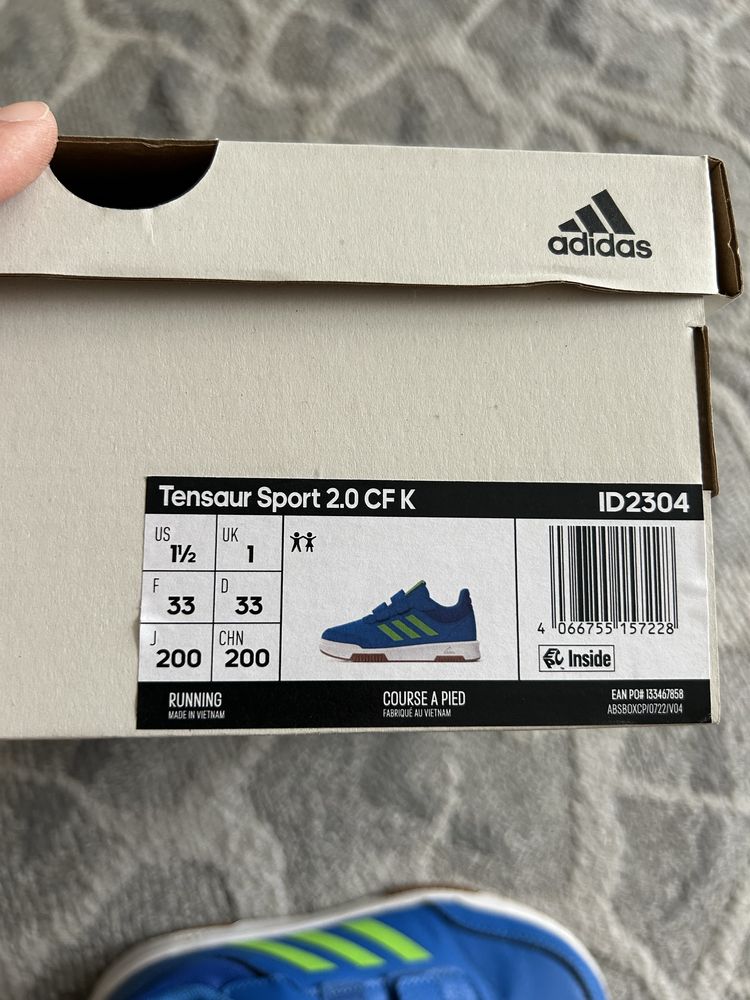 adidas
Tensaur Sport 2.0 CF K ID2304
US 1½ UK 1
F 33 D 33
J 200 CHN 200
4 066755 157228
Inside
RUNNING
MADE IN VIETNAM
COURSE A PIED
FABRIQUÉ AU VIETNAM
EAN PO# 133467858
ABSBOXCP/0722/V04